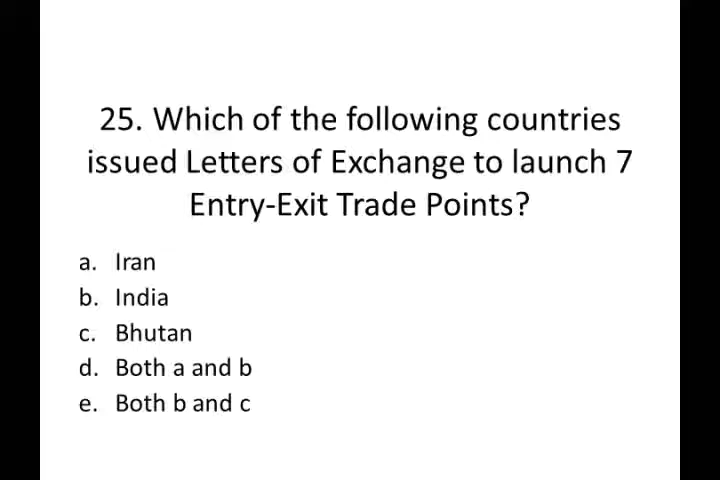 25. Which of the following countries
issued Letters of Exchange to launch 7
Entry-Exit Trade Points?
a. Iran
b. India
c. Bhutan
d. Both a and b
e. Both b and c